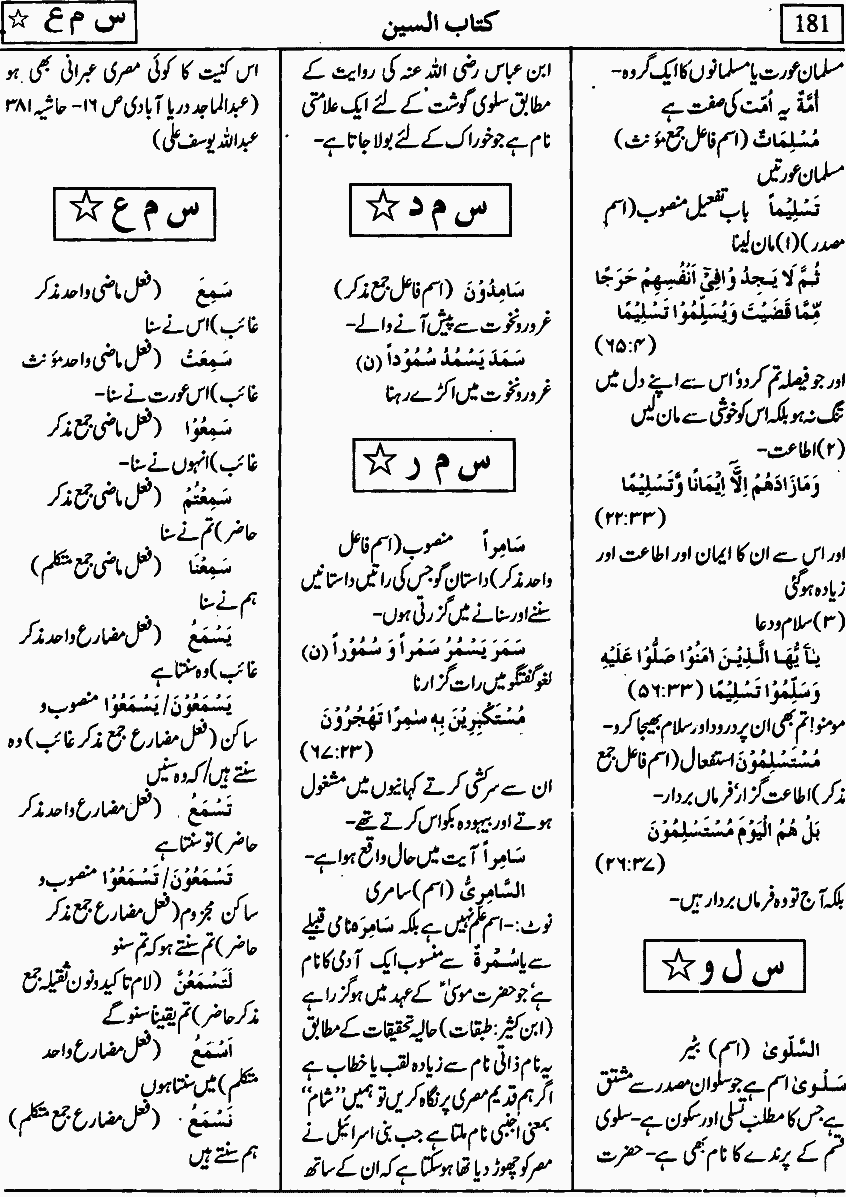 181
کتاب السین
س م ع ☆
مسلمان عورت یا مسلمانوں کا ایک گروہ۔
اُمَّةٌ یہ اُمّت کی صفت ہے
مُسْلِمَاتٌ (اسم فاعل جمع مؤنث)
مسلمان عورتیں
تَسْلِیْماً باب تفعیل منصوب (اسم
مصدر) (۱) مان لینا
ثُمَّ لَا یَجِدُوْا فِیْٓ اَنْفُسِهِمْ حَرَجًا
مِّمَّا قَضَیْتَ وَیُسَلِّمُوْا تَسْلِیْمًا
(۶۵:۴)
اور جو فیصلہ تم کر دو اُس سے اپنے دل میں
تنگ نہ ہو بلکہ اس کو خوشی سے مان لیں
(۲) اطاعت۔
وَمَا زَادَهُمْ اِلَّآ اِیْمَانًا وَّتَسْلِیْمًا
(۲۲:۳۳)
اور اس سے ان کا ایمان اور اطاعت اور
زیادہ ہو گئی
(۳) سلام و دعا
یٰٓاَیُّهَا الَّذِیْنَ اٰمَنُوْا صَلُّوْا عَلَیْهِ
وَسَلِّمُوْا تَسْلِیْمًا (۵۶:۳۳)
مومنو! تم بھی ان پر درود اور سلام بھیجا کرو۔
مُسْتَسْلِمُوْنَ استفعال (اسم فاعل جمع
مذکر) اطاعت گزار، فرماں بردار۔
بَلْ هُمُ الْیَوْمَ مُسْتَسْلِمُوْنَ
(۲۶:۳۷)
بلکہ آج تو وہ فرماں بردار ہیں۔
س ل و ☆
السَّلْوٰی (اسم) بٹیر
سَلْوٰی اسم ہے جو سلوان مصدر سے مشتق
ہے جس کا مطلب تسلی اور سکون ہے۔ سلوی
قسم کے پرندے کا نام بھی ہے۔ حضرت
ابن عباس رضی اللہ عنہ کی روایت کے
مطابق سلوی گوشت کے لئے ایک علامتی
نام ہے جو خوراک کے لئے بولا جاتا ہے۔
س م د ☆
سَامِدُوْنَ (اسم فاعل جمع مذکر)
غرور و نخوت سے پیش آنے والے۔
سَمَدَ یَسْمُدُ سُمُوْداً (ن)
غرور و نخوت میں اکڑے رہنا
س م ر ☆
سَامِراً منصوب (اسم فاعل
واحد مذکر) داستان گو جس کی راتیں داستانیں
سننے اور سنانے میں گزرتی ہوں۔
سَمَرَ یَسْمُرُ سَمْراً وَ سُمُوْراً (ن)
لغو گفتگو میں رات گزارنا
مُسْتَکْبِرِیْنَ بِهٖ سٰمِرًا تَهْجُرُوْنَ
(۶۷:۲۳)
ان سے سرکشی کرتے کہانیوں میں مشغول
ہوتے اور بیہودہ بکواس کرتے تھے۔
سَامِراً آیت میں حال واقع ہوا ہے۔
السَّامِرِیُّ (اسم) سامری
نوٹ:۔ اسم علم نہیں ہے بلکہ سَامِرَہ نامی قبیلے
سے یا سُمْرَةٌ سے منسوب ایک آدمی کا نام
ہے جو حضرت موسیٰؑ کے عہد میں ہو گزرا ہے
(ابن کثیر: طبقات) حالیہ تحقیقات کے مطابق
یہ نام ذاتی نام سے زیادہ لقب یا خطاب ہے
اگر ہم قدیم مصری پر نگاہ کریں تو ہمیں ''شام''
بمعنی اجنبی نام ملتا ہے جب بنی اسرائیل نے
مصر کو چھوڑ دیا تھا ہو سکتا ہے کہ ان کے ساتھ
اس کنیت کا کوئی مصری عبرانی بھی ہو
(عبدالماجد دریا آبادی ص ۱۶۔ حاشیہ ۳۸۱
عبداللہ یوسف علی)
س م ع ☆
سَمِعَ (فعل ماضی واحد مذکر
غائب) اس نے سنا
سَمِعَتْ (فعل ماضی واحد مؤنث
غائب) اس عورت نے سنا۔
سَمِعُوْا (فعل ماضی جمع مذکر
غائب) انہوں نے سنا۔
سَمِعْتُمْ (فعل ماضی جمع مذکر
حاضر) تم نے سنا
سَمِعْنَا (فعل ماضی جمع متکلم)
ہم نے سنا
یَسْمَعُ (فعل مضارع واحد مذکر
غائب) وہ سنتا ہے
یَسْمَعُوْنَ/ یَسْمَعُوْا منصوب و
ساکن (فعل مضارع جمع مذکر غائب) وہ
سنتے ہیں/ کہ وہ سنیں
تَسْمَعُ (فعل مضارع واحد مذکر
حاضر) تو سنتا ہے
تَسْمَعُوْنَ/ تَسْمَعُوْا منصوب و
ساکن مجزوم (فعل مضارع جمع مذکر
حاضر) تم سنتے ہو کہ تم سنو
لَتَسْمَعُنَّ (لام تاکید و نون ثقیلہ جمع
مذکر حاضر) تم یقیناً سنو گے
اَسْمَعُ (فعل مضارع واحد
متکلم) میں سنتا ہوں
نَسْمَعُ (فعل مضارع جمع متکلم)
ہم سنتے ہیں